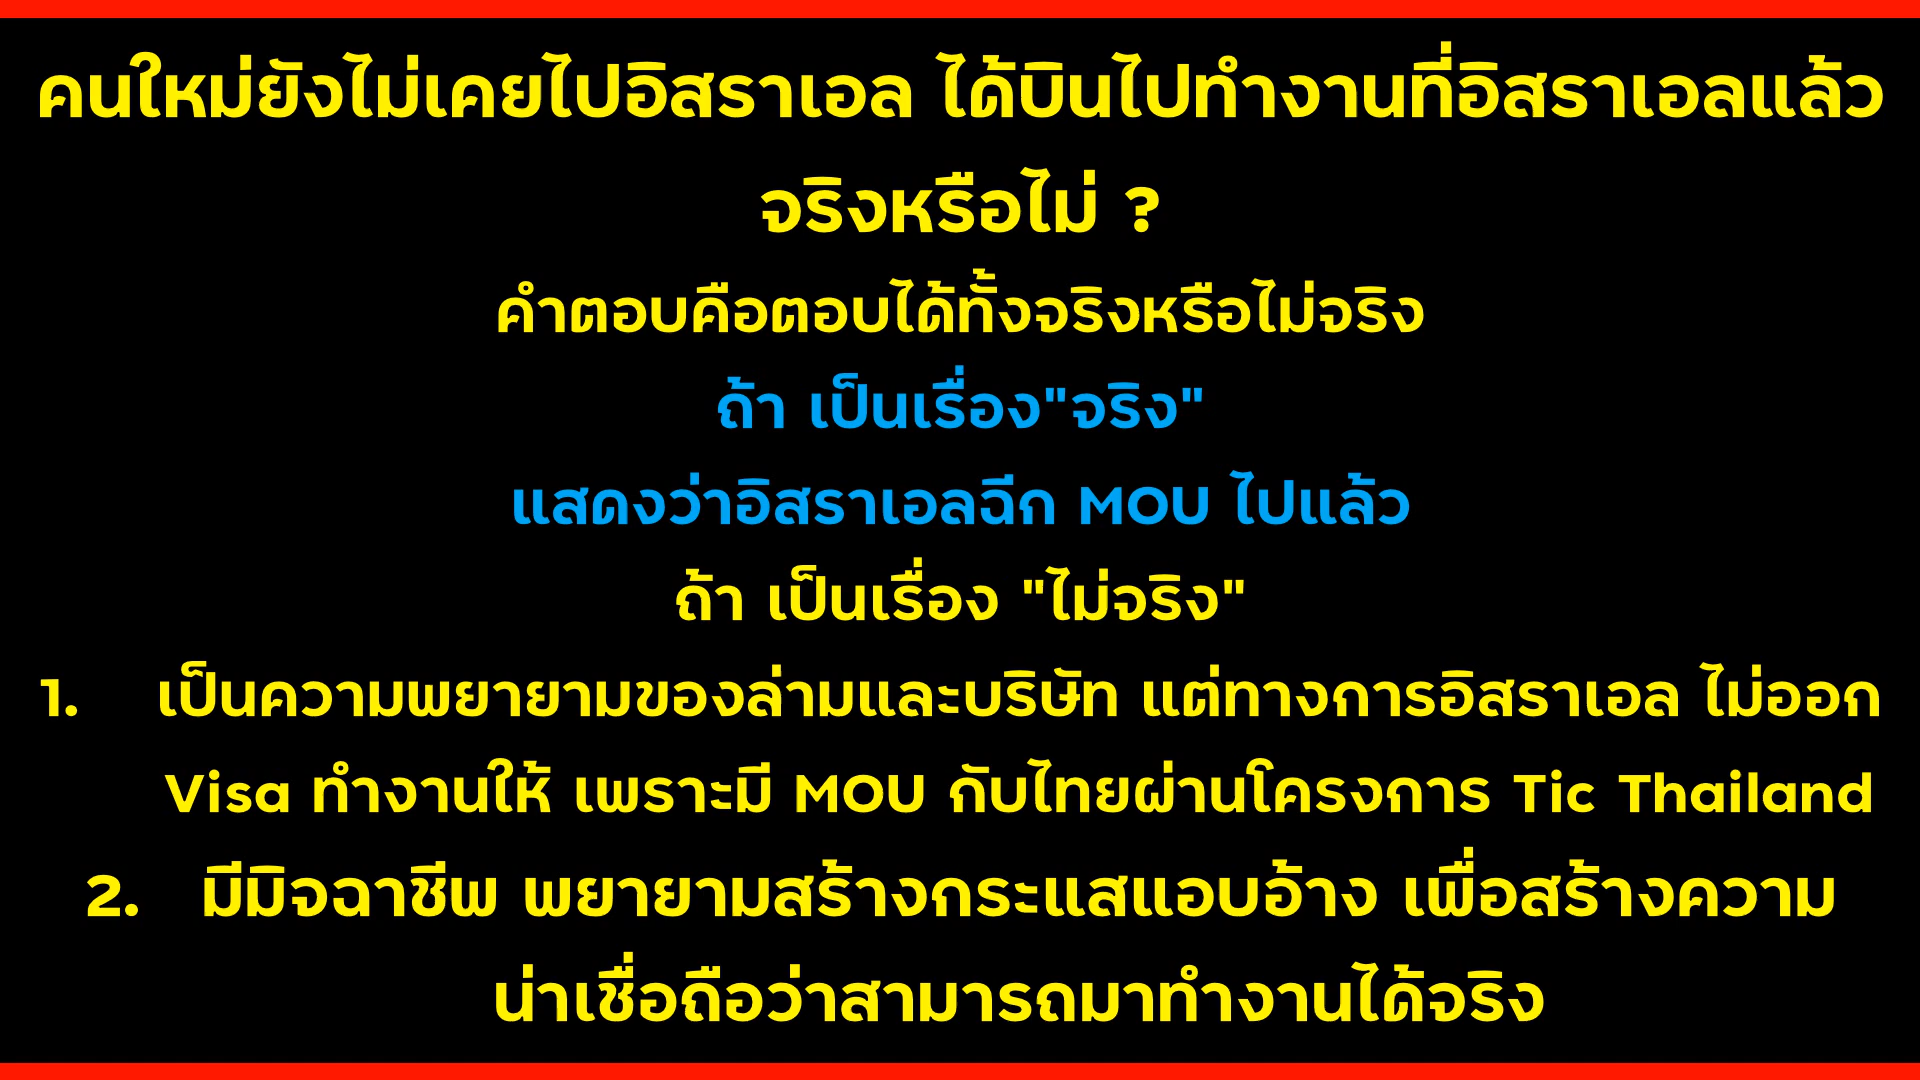 คนใหม่ยังไม่เคยไปอิสราเอล ได้บินไปทำงานที่อิสราเอลแล้ว
จริงหรือไม่ ?
คำตอบคือตอบได้ทั้งจริงหรือไม่จริง
ถ้า เป็นเรื่อง"จริง"
แสดงว่าอิสราเอลฉีก MOU ไปแล้ว
ถ้า เป็นเรื่อง "ไม่จริง"
1. เป็นความพยายามของล่ามและบริษัท แต่ทางการอิสราเอล ไม่ออก
Visa ทำงานให้ เพราะมี MOU กับไทยผ่านโครงการ Tic Thailand
2. มีมิจฉาชีพ พยายามสร้างกระแสแอบอ้าง เพื่อสร้างความ
น่าเชื่อถือว่าสามารถมาทำงานได้จริง